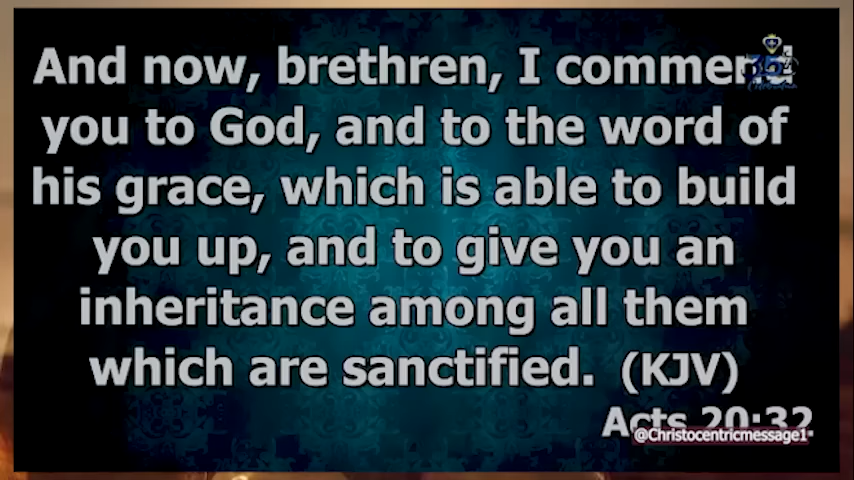 And now, brethren, I commend
you to God, and to the word of
his grace, which is able to build
you up, and to give you an
inheritance among all them
which are sanctified. (KJV)
Acts 20:32
@Christocentricmessage1
35